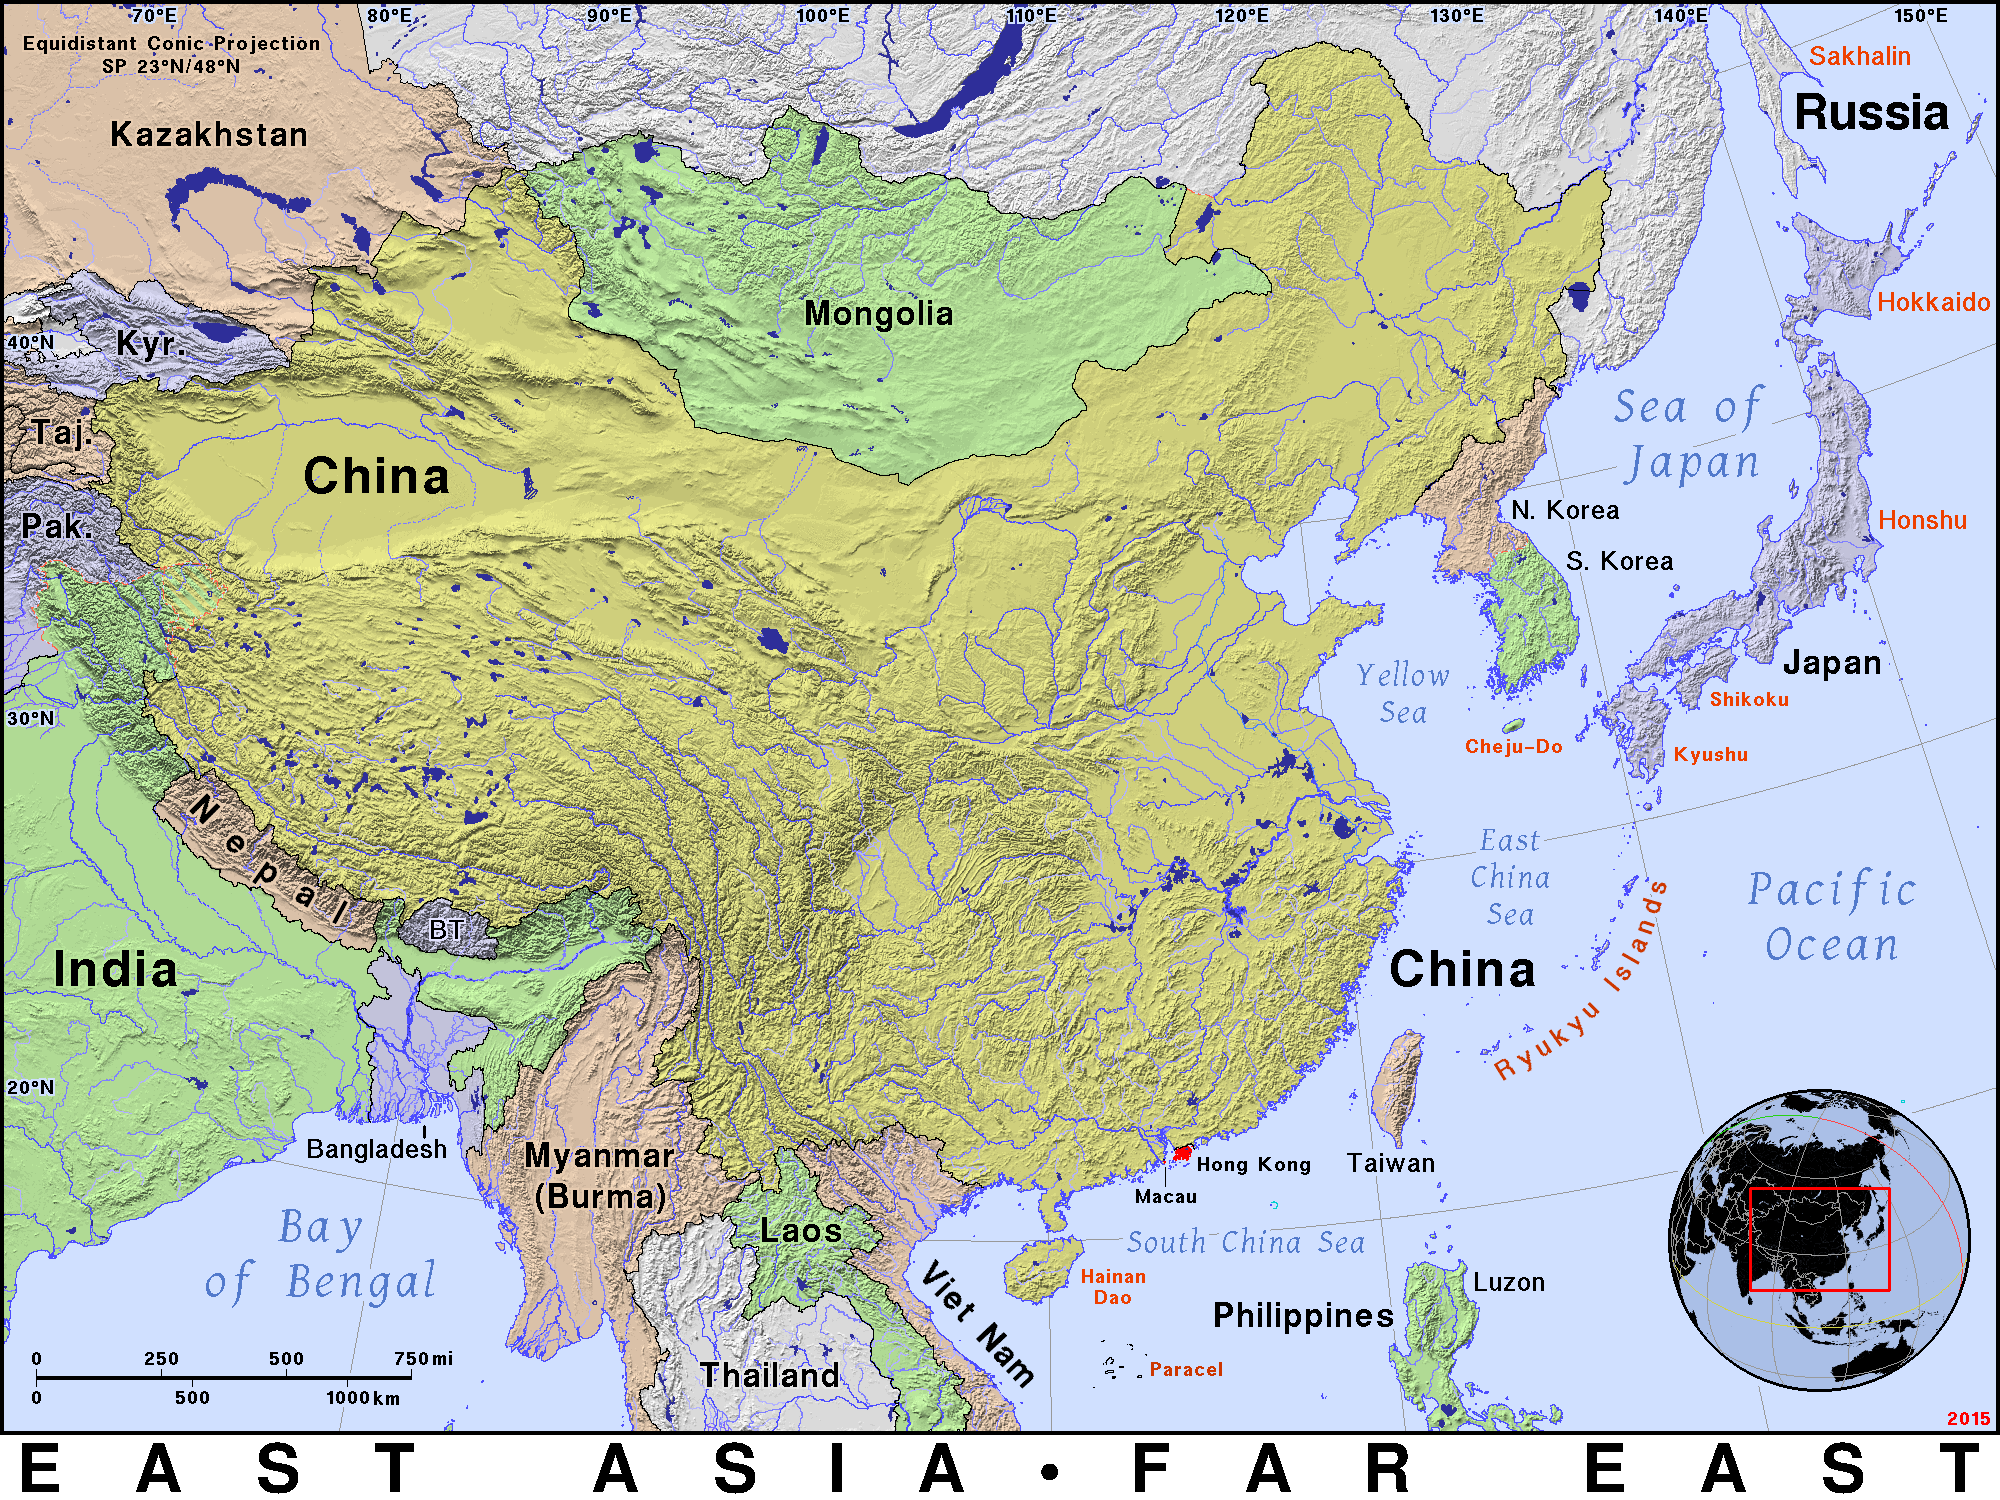 70°E
80°E
90°E
100°E
110°E
120°E
130°E
140°E
150°E
Equidistant Conic Projection
SP 23°N/48°N
Sakhalin
Russia
Kazakhstan
Hokkaido
Mongolia
40°N
Kyr.
Sea of
Japan
Taj.
China
N. Korea
Honshu
Pak.
S. Korea
Japan
Yellow
Sea
Shikoku
30°N
Cheju-Do
Kyushu
Nepal
East
China
Sea
Pacific
Ocean
BT
India
China
Ryukyu Islands
20°N
Bangladesh
Myanmar
(Burma)
Hong Kong
Taiwan
Macau
Laos
Bay
of Bengal
South China Sea
Viet Nam
Hainan
Dao
Luzon
Philippines
Thailand
Paracel
0 250 500 750 mi
0 500 1000 km
2015
EAST ASIA • FAR EAST